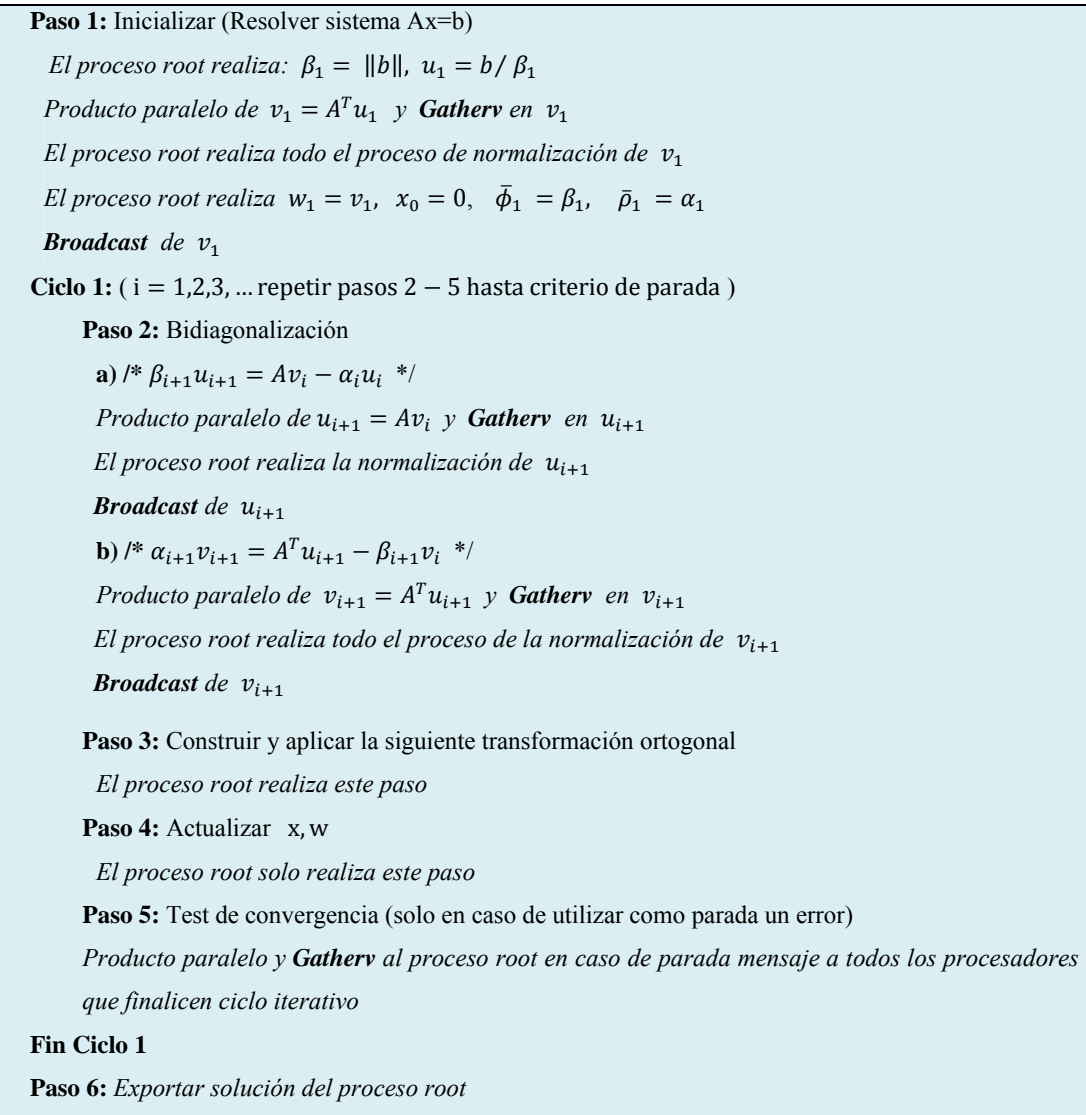 Paso 1: Inicializar (Resolver sistema Ax=b)
El proceso root realiza: β₁ = ‖b‖, u₁ = b/ β₁
Producto paralelo de v₁ = Aᵀu₁ y Gatherv en v₁
El proceso root realiza todo el proceso de normalización de v₁
El proceso root realiza w₁ = v₁, x₀ = 0, ϕ̄₁ = β₁, ρ̄₁ = α₁
Broadcast de v₁
Ciclo 1: ( i = 1,2,3, … repetir pasos 2 − 5 hasta criterio de parada )
Paso 2: Bidiagonalización
a) /* βᵢ₊₁uᵢ₊₁ = Avᵢ − αᵢuᵢ */
Producto paralelo de uᵢ₊₁ = Avᵢ y Gatherv en uᵢ₊₁
El proceso root realiza la normalización de uᵢ₊₁
Broadcast de uᵢ₊₁
b) /* αᵢ₊₁vᵢ₊₁ = Aᵀuᵢ₊₁ − βᵢ₊₁vᵢ */
Producto paralelo de vᵢ₊₁ = Aᵀuᵢ₊₁ y Gatherv en vᵢ₊₁
El proceso root realiza todo el proceso de la normalización de vᵢ₊₁
Broadcast de vᵢ₊₁
Paso 3: Construir y aplicar la siguiente transformación ortogonal
El proceso root realiza este paso
Paso 4: Actualizar x, w
El proceso root solo realiza este paso
Paso 5: Test de convergencia (solo en caso de utilizar como parada un error)
Producto paralelo y Gatherv al proceso root en caso de parada mensaje a todos los procesadores
que finalicen ciclo iterativo
Fin Ciclo 1
Paso 6: Exportar solución del proceso root